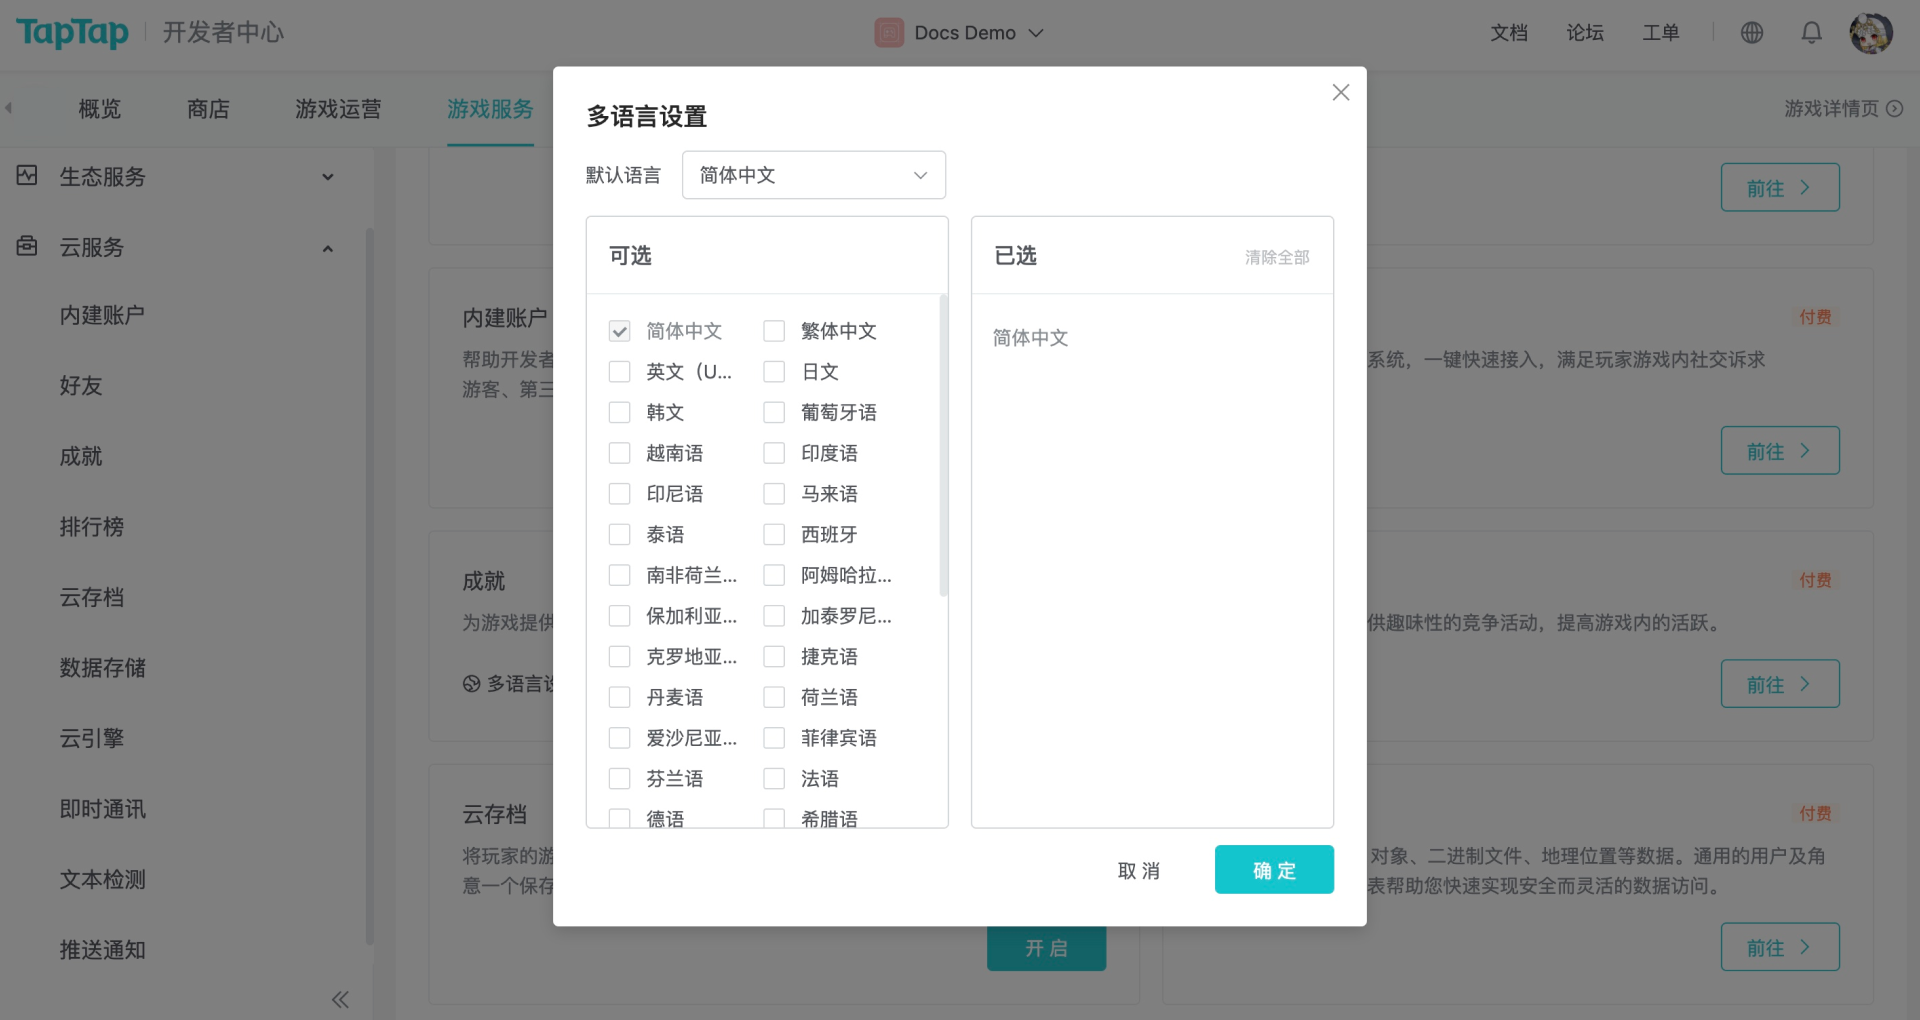 TapTap 开发者中心
Docs Demo
文档 论坛 工单
概览 商店 游戏运营 游戏服务
游戏详情页
生态服务
云服务
内建账户
好友
成就
排行榜
云存档
数据存储
云引擎
即时通讯
文本检测
推送通知
前往
内建账户
付费
帮助开发者
系统，一键快速接入，满足玩家游戏内社交诉求
游客、第三
前往
成就
付费
为游戏提供
供趣味性的竞争活动，提高游戏内的活跃。
多语言设
前往
云存档
付费
将玩家的游
对象、二进制文件、地理位置等数据。通用的用户及角
意一个保存
表帮助您快速实现安全而灵活的数据访问。
开启
前往
多语言设置
默认语言 简体中文
可选
简体中文 繁体中文
英文（U... 日文
韩文 葡萄牙语
越南语 印度语
印尼语 马来语
泰语 西班牙
南非荷兰... 阿姆哈拉...
保加利亚... 加泰罗尼...
克罗地亚... 捷克语
丹麦语 荷兰语
爱沙尼亚... 菲律宾语
芬兰语 法语
德语 希腊语
已选 清除全部
简体中文
取消 确定